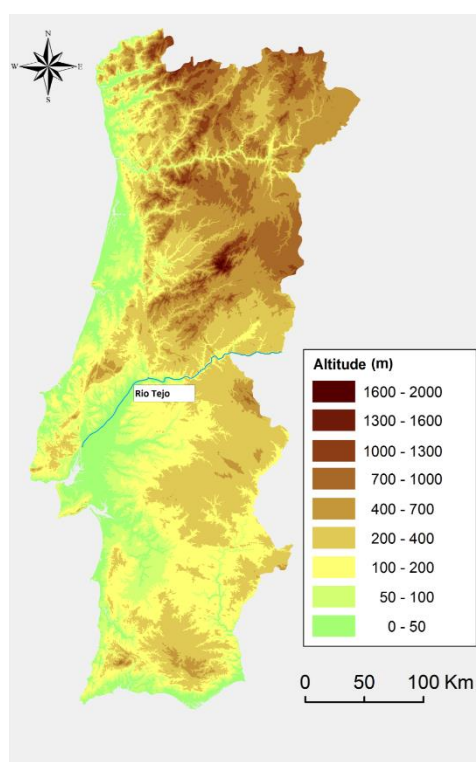 N
W E
S
Rio Tejo
Altitude (m)
1600 - 2000
1300 - 1600
1000 - 1300
700 - 1000
400 - 700
200 - 400
100 - 200
50 - 100
0 - 50
0 50 100 Km